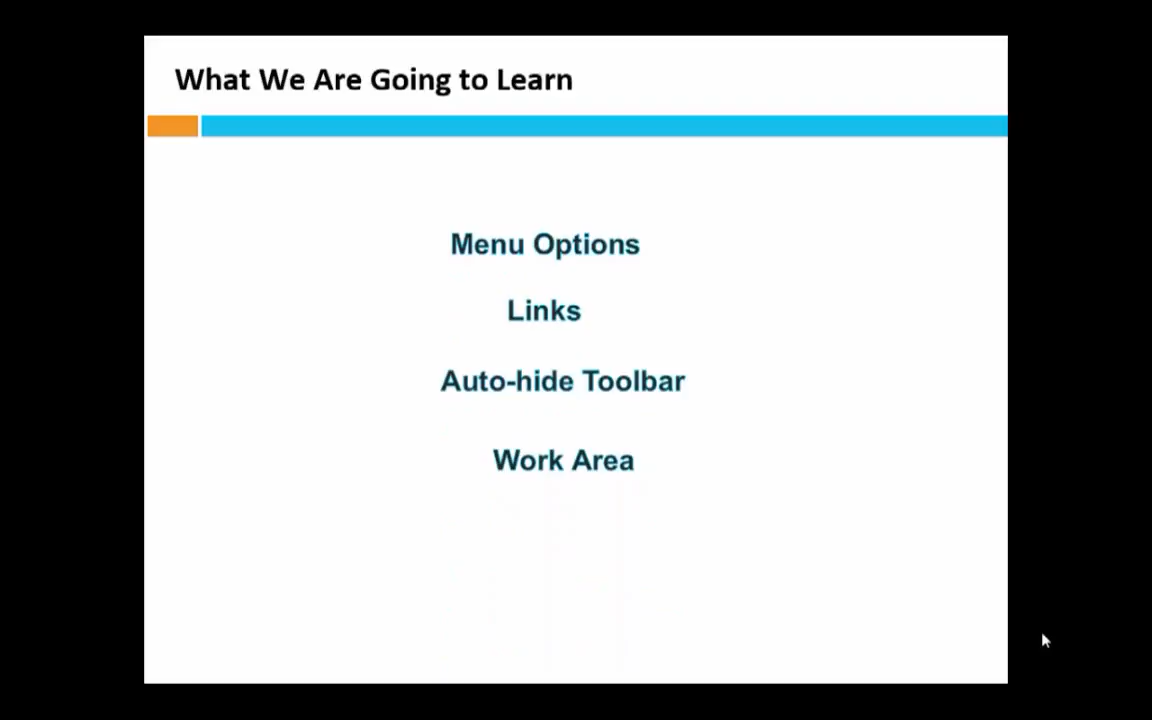 What We Are Going to Learn
Menu Options
Links
Auto-hide Toolbar
Work Area